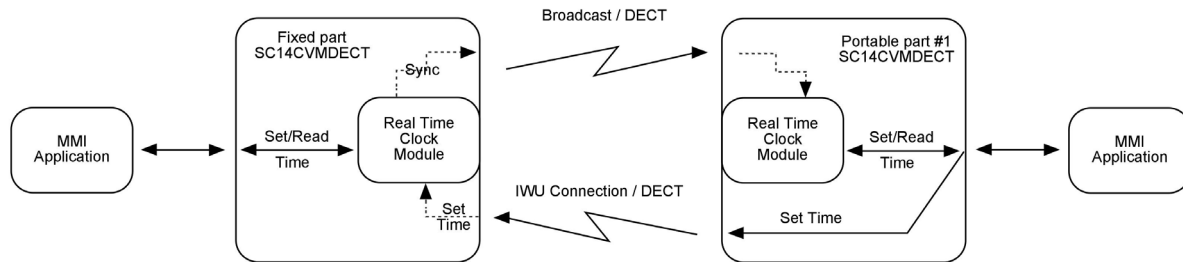 Broadcast / DECT
Fixed part
SC14CVMDECT
Sync
Portable part #1
SC14CVMDECT
MMI
Application
Set/Read
Time
Real Time
Clock
Module
Real Time
Clock
Module
Set/Read
Time
MMI
Application
IWU Connection / DECT
Set
Time
Set Time